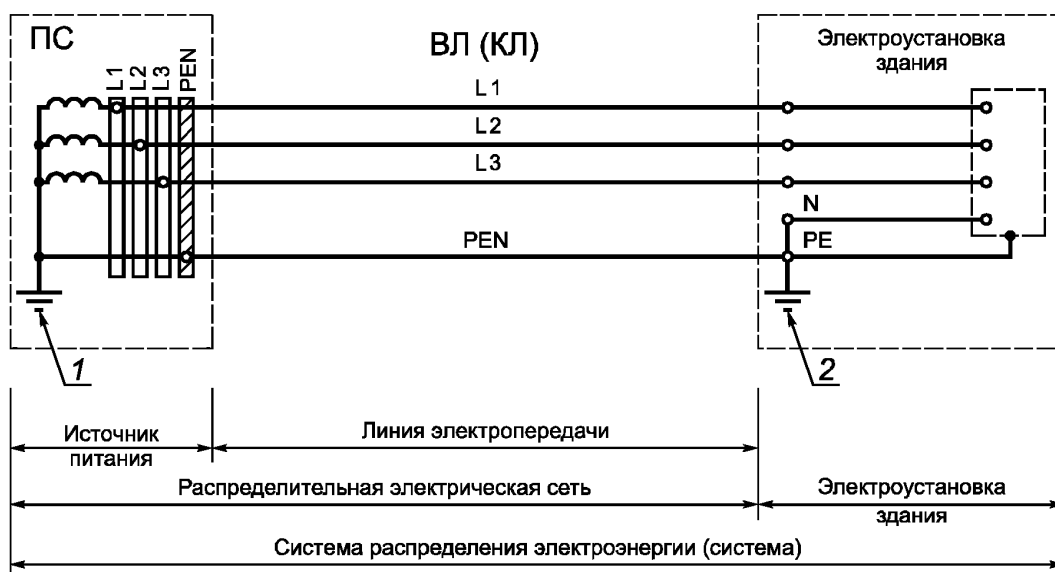 ПС
ВЛ (КЛ)
Электроустановка
здания
L1
L2
L3
PEN
L1
L2
L3
N
PEN
PE
1
2
Источник
питания
Линия электропередачи
Распределительная электрическая сеть
Электроустановка
здания
Система распределения электроэнергии (система)